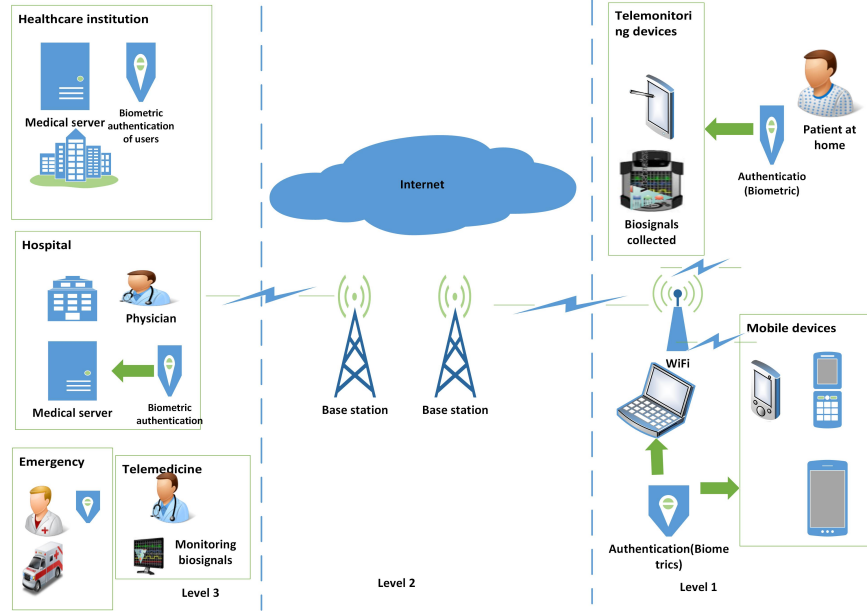 Healthcare institution
Medical server
Biometric
authentication
of users
Internet
Telemonitori
ng devices
Biosignals
collected
Authenticatio
(Biometric)
Patient at
home
Hospital
Physician
Medical server
Biometric
authentication
Base station
Base station
WiFi
Mobile devices
Authentication(Biome
trics)
Emergency
Telemedicine
Monitoring
biosignals
Level 3
Level 2
Level 1